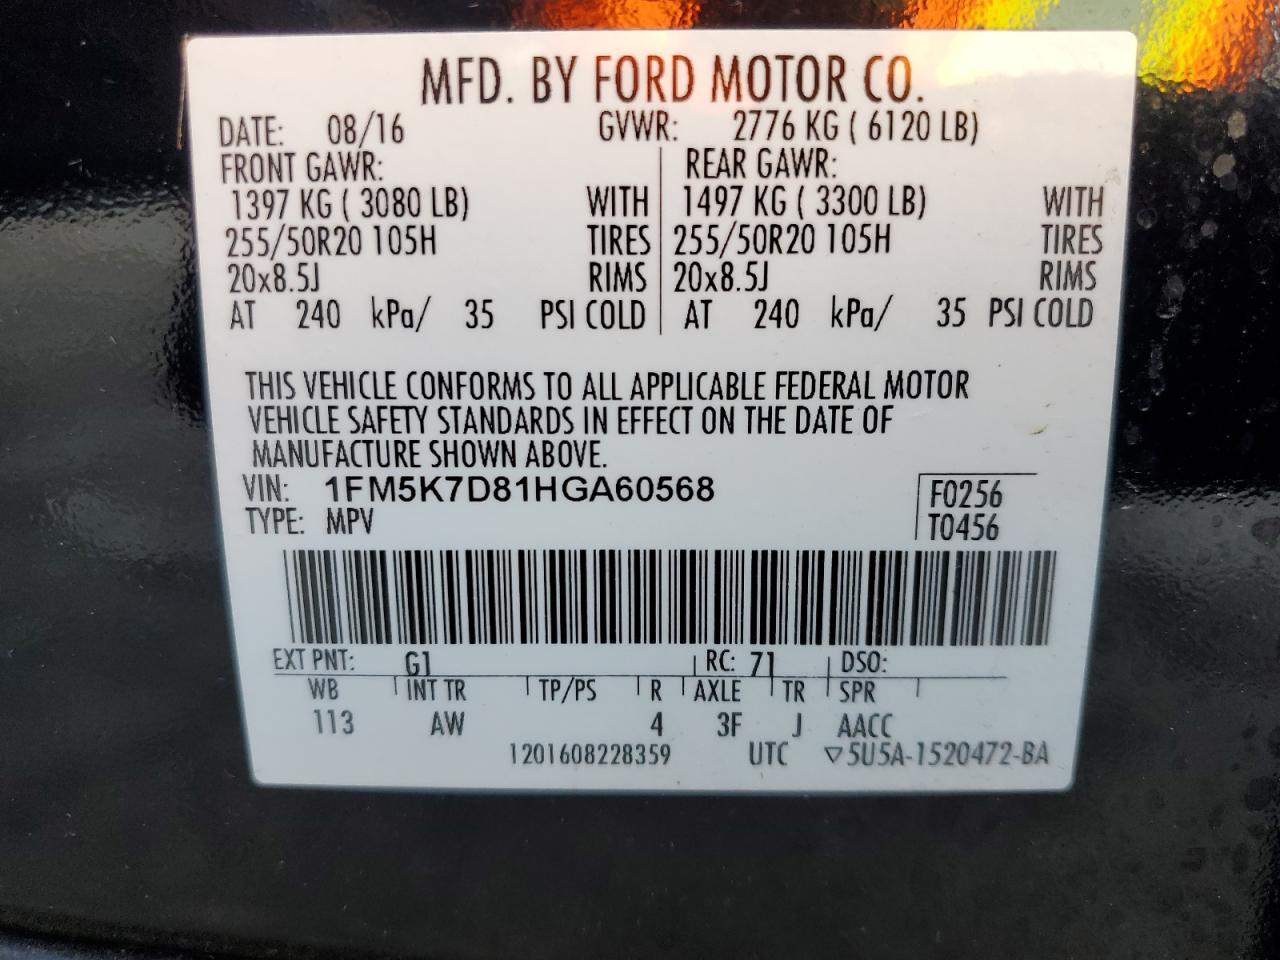 MFD. BY FORD MOTOR CO.
DATE: 08/16 GVWR: 2776 KG ( 6120 LB)
FRONT GAWR: REAR GAWR:
1397 KG ( 3080 LB) WITH 1497 KG ( 3300 LB) WITH
255/50R20 105H TIRES 255/50R20 105H TIRES
20x8.5J RIMS 20x8.5J RIMS
AT 240 kPa/ 35 PSI COLD AT 240 kPa/ 35 PSI COLD
THIS VEHICLE CONFORMS TO ALL APPLICABLE FEDERAL MOTOR
VEHICLE SAFETY STANDARDS IN EFFECT ON THE DATE OF
MANUFACTURE SHOWN ABOVE.
VIN: 1FM5K7D81HGA60568 F0256
TYPE: MPV T0456
EXT PNT: G1 RC: 71 DSO:
WB INT TR TP/PS R AXLE TR SPR
113 AW 4 3F J AACC
1201608228359 UTC ▽5U5A-1520472-BA